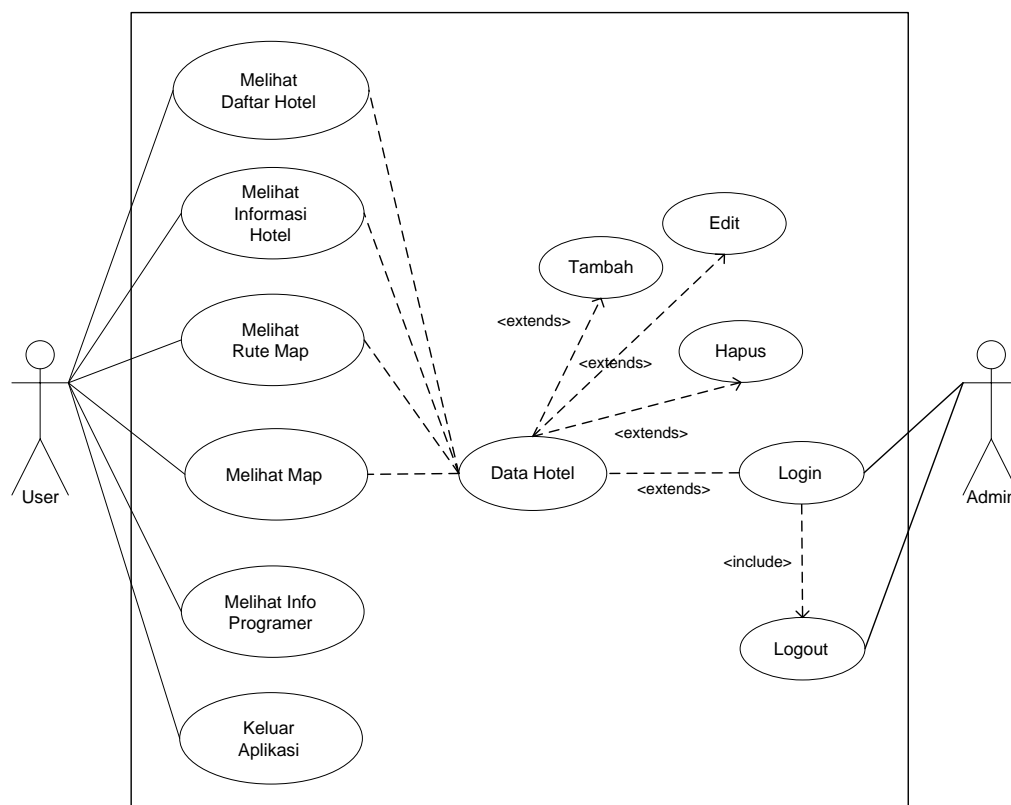 Melihat
Daftar Hotel
Melihat
Informasi
Hotel
Edit
Tambah
<extends>
Melihat
Rute Map
Hapus
<extends>
<extends>
Melihat Map
Data Hotel
<extends>
Login
User
Admin
<include>
Melihat Info
Programer
Logout
Keluar
Aplikasi